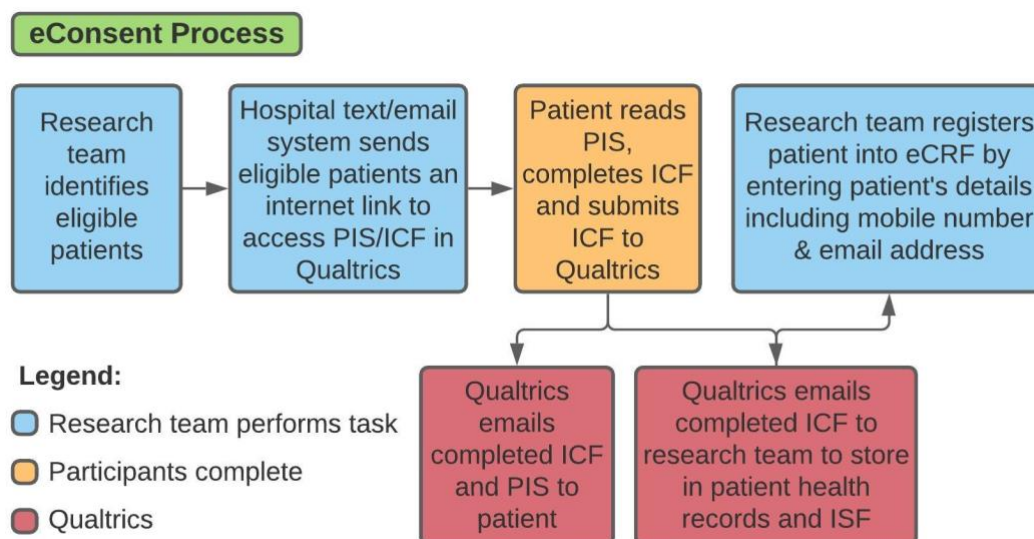 eConsent Process
Research
team
identifies
eligible
patients
Hospital text/email
system sends
eligible patients an
internet link to
access PIS/ICF in
Qualtrics
Patient reads
PIS,
completes ICF
and submits
ICF to
Qualtrics
Research team registers
patient into eCRF by
entering patient's details
including mobile number
& email address
Qualtrics
emails
completed ICF
and PIS to
patient
Qualtrics emails
completed ICF to
research team to store
in patient health
records and ISF
Legend:
Research team performs task
Participants complete
Qualtrics